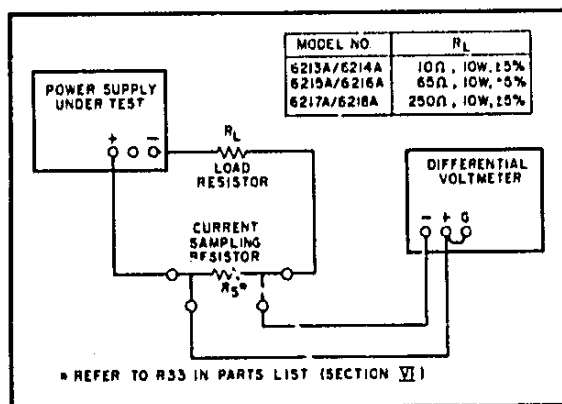 MODEL NO. RL
6213A/6214A 10Ω, 10W, ±5%
6215A/6216A 65Ω, 10W, ±5%
6217A/6218A 250Ω, 10W, ±5%
POWER SUPPLY
UNDER TEST
+ -
RL
LOAD
RESISTOR
DIFFERENTIAL
VOLTMETER
- + G
CURRENT
SAMPLING
RESISTOR
RS*
* REFER TO R33 IN PARTS LIST (SECTION VI)